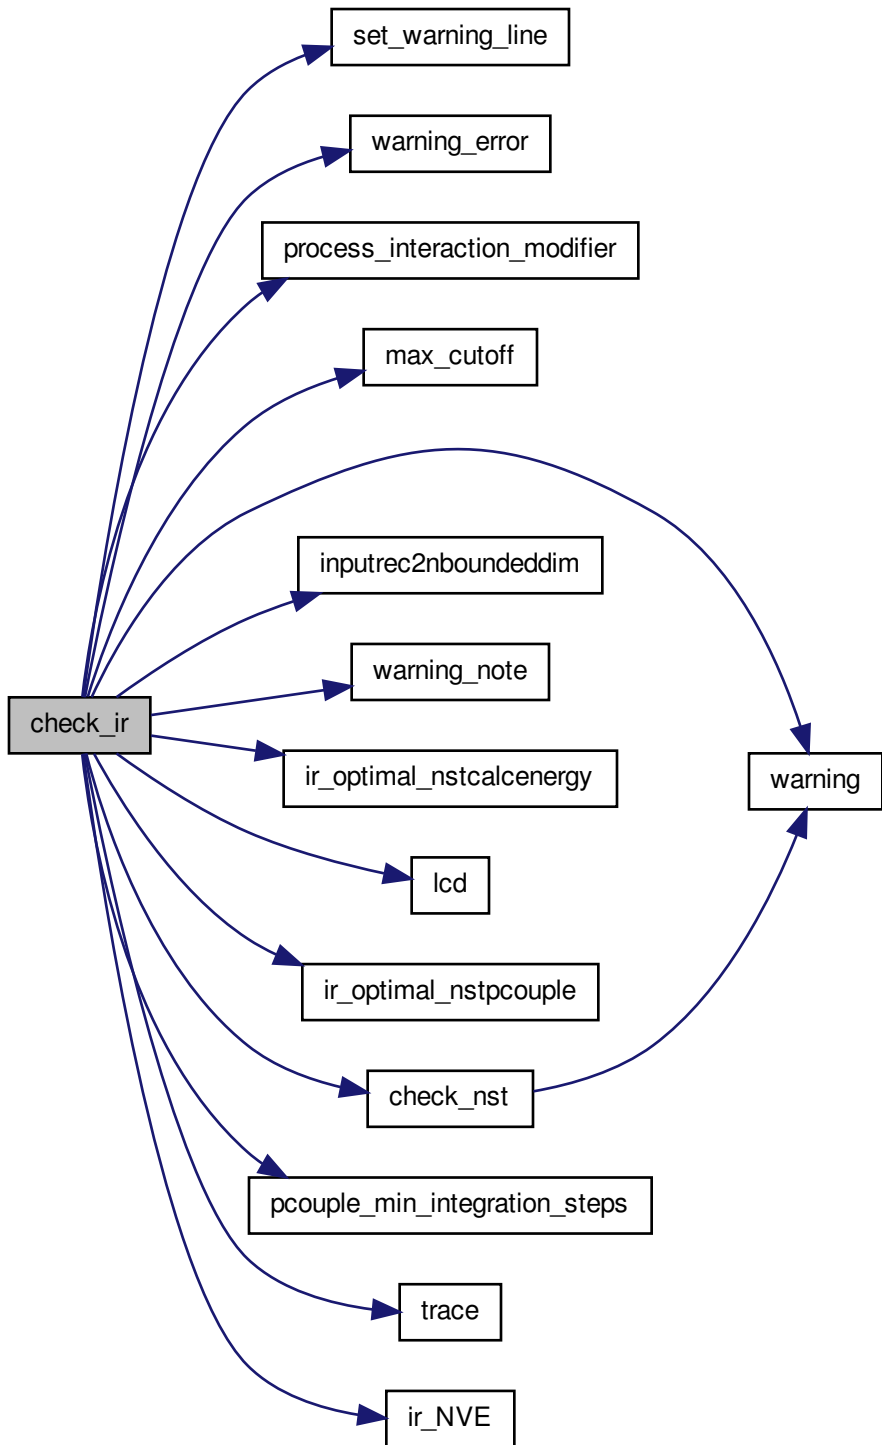 set_warning_line
warning_error
process_interaction_modifier
max_cutoff
inputrec2nboundeddim
warning_note
check_ir
ir_optimal_nstcalcenergy
warning
lcd
ir_optimal_nstpcouple
check_nst
pcouple_min_integration_steps
trace
ir_NVE